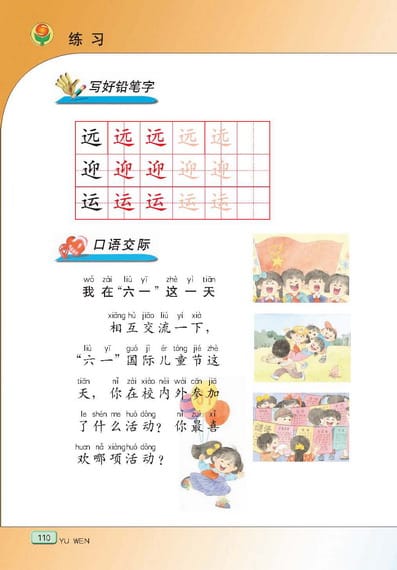 练习
写好铅笔字
远 远 远 远 远
迎 迎 迎 迎 迎
运 运 运 运 运
口语交际
wǒ zài liù yī zhè yì tiān
我在“六一”这一天
xiāng hù jiāo liú yí xià
相互交流一下，
liù yī guó jì ér tóng jié zhè
“六一”国际儿童节这
tiān nǐ zài xiào nèi wài cān jiā
天，你在校内外参加
le shén me huó dòng nǐ zuì xǐ
了什么活动？你最喜
huan nǎ xiàng huó dòng
欢哪项活动？
110 YU WEN